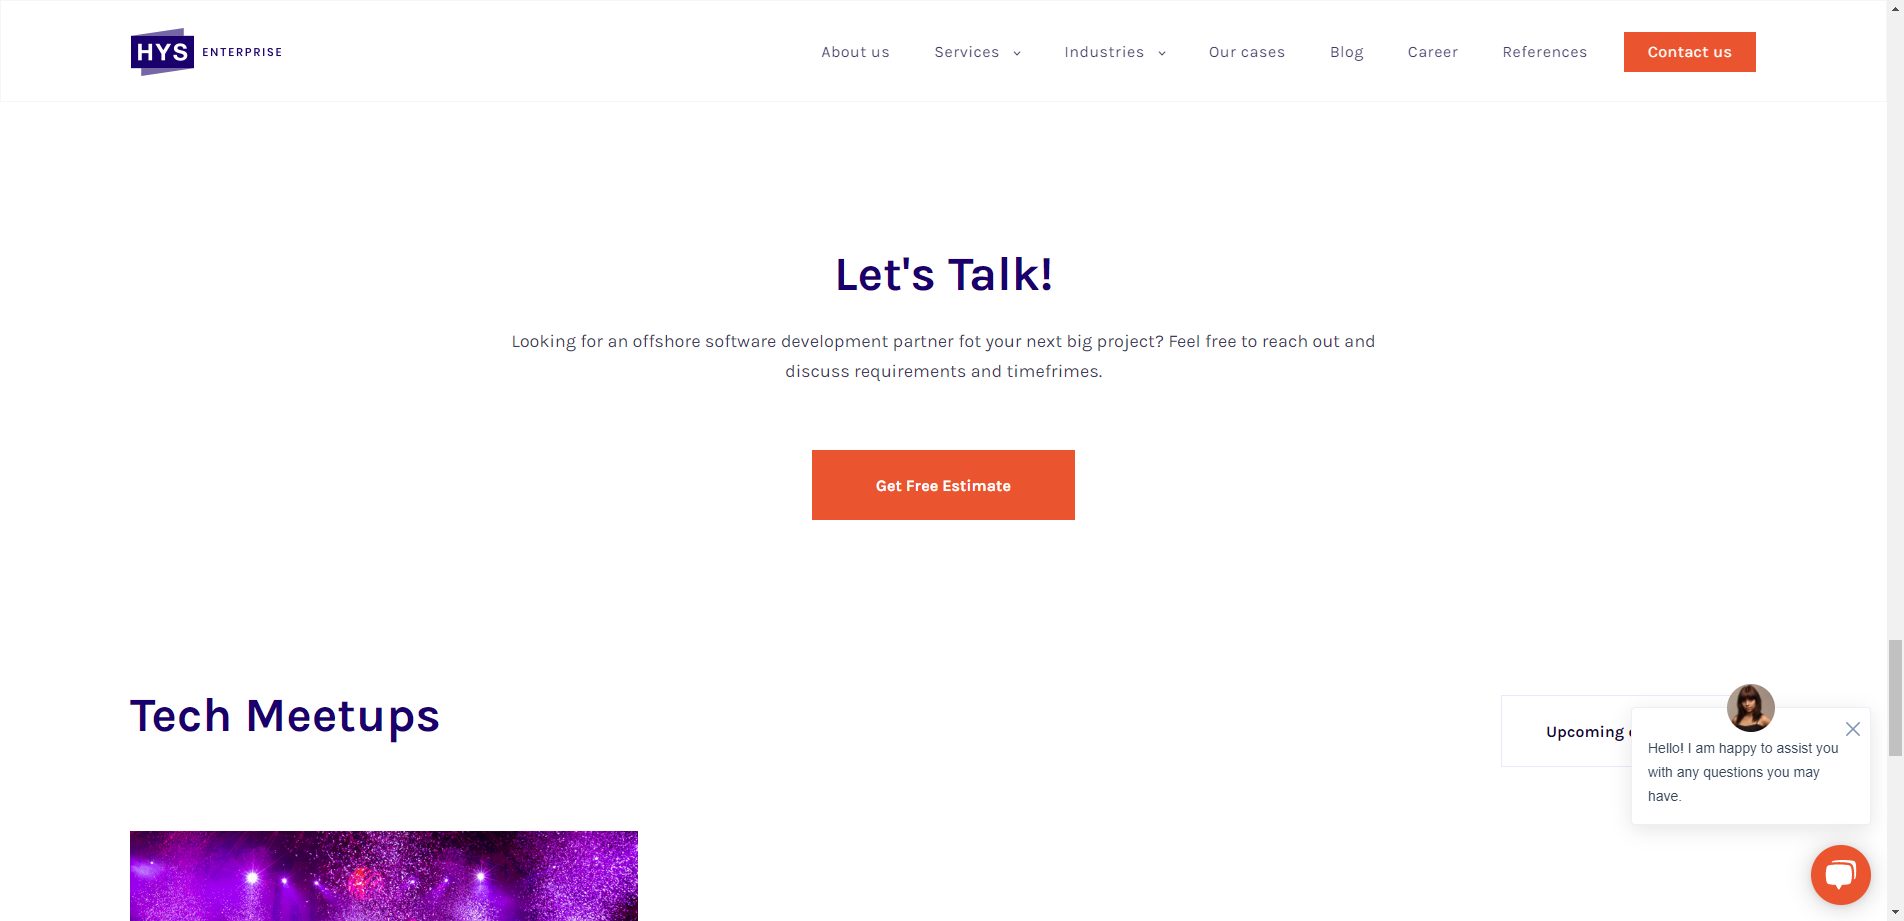 HYS ENTERPRISE
About us Services Industries Our cases Blog Career References Contact us
Let's Talk!
Looking for an offshore software development partner fot your next big project? Feel free to reach out and
discuss requirements and timefrimes.
Get Free Estimate
Tech Meetups
Upcoming
Hello! I am happy to assist you
with any questions you may
have.